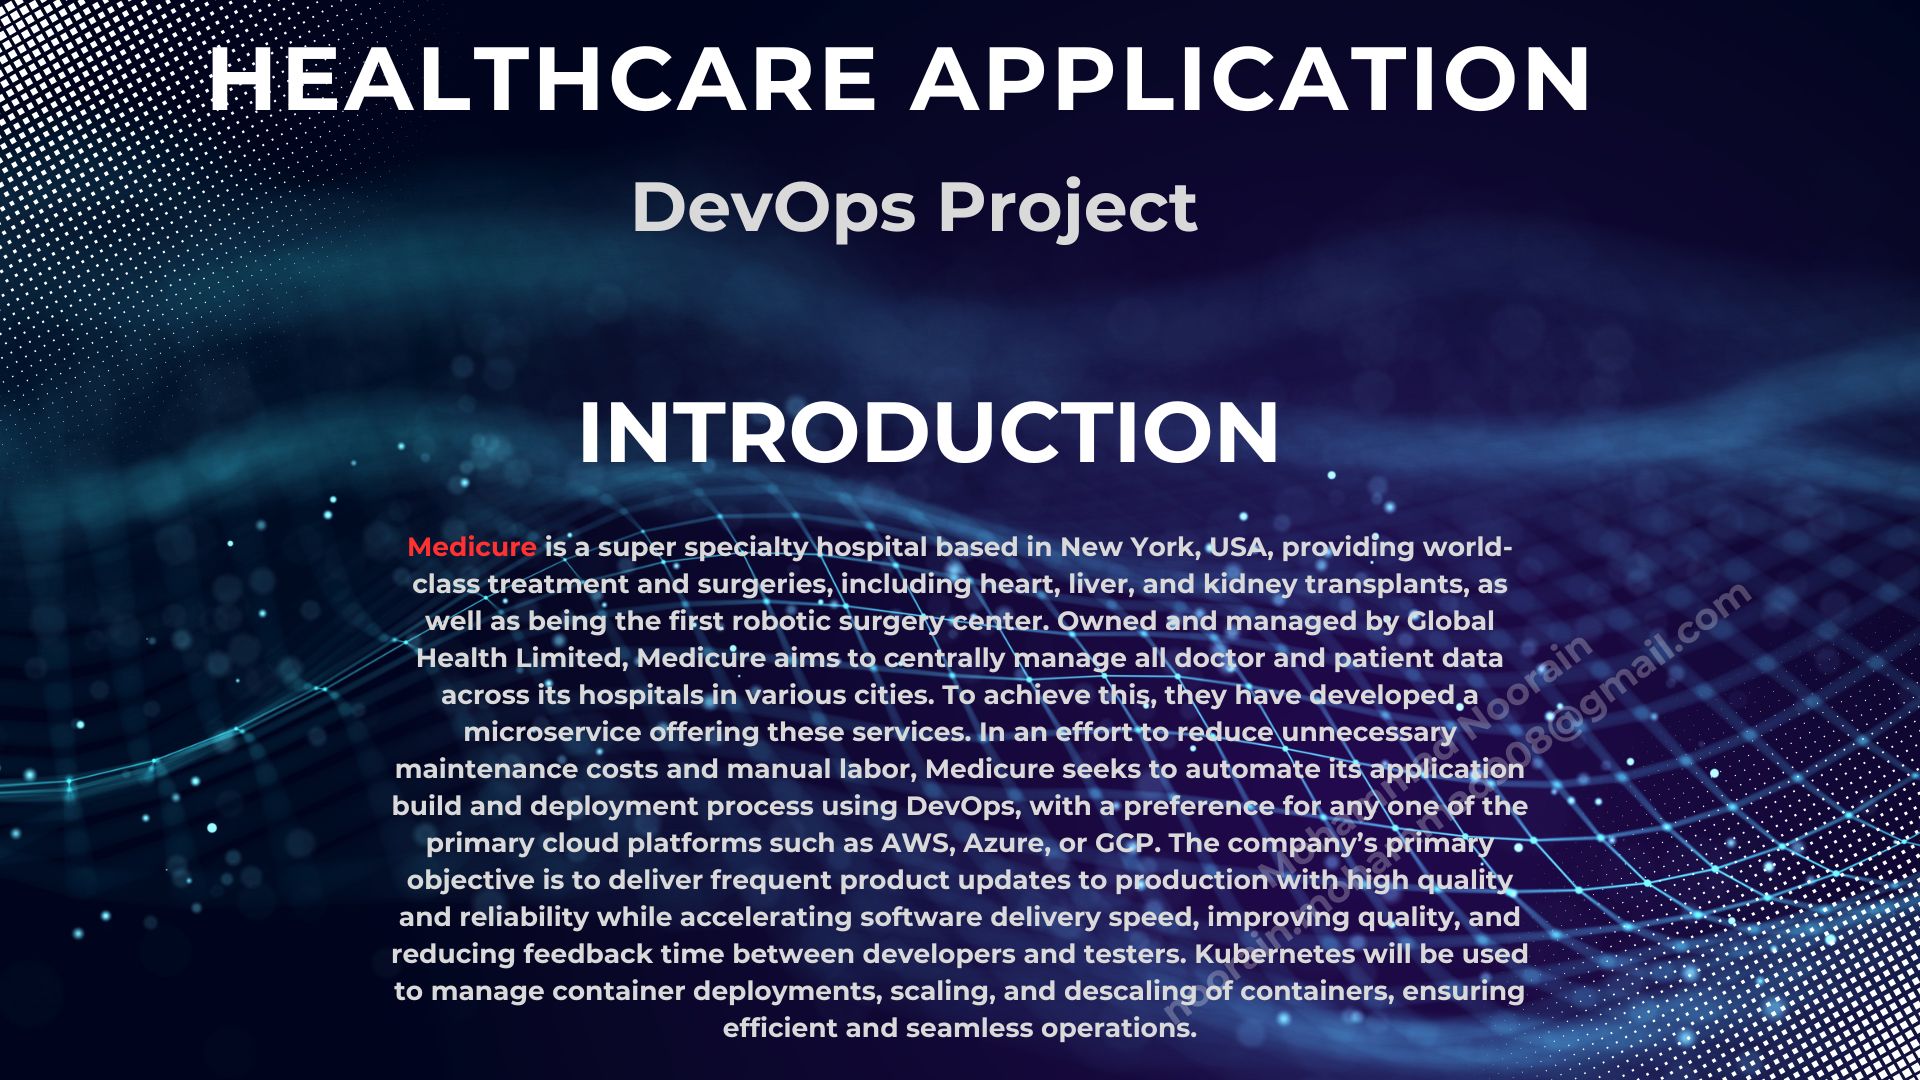 HEALTHCARE APPLICATION
DevOps Project
INTRODUCTION
Medicure is a super specialty hospital based in New York, USA, providing world-
class treatment and surgeries, including heart, liver, and kidney transplants, as
well as being the first robotic surgery center. Owned and managed by Global
Health Limited, Medicure aims to centrally manage all doctor and patient data
across its hospitals in various cities. To achieve this, they have developed a
microservice offering these services. In an effort to reduce unnecessary
maintenance costs and manual labor, Medicure seeks to automate its application
build and deployment process using DevOps, with a preference for any one of the
primary cloud platforms such as AWS, Azure, or GCP. The company’s primary
objective is to deliver frequent product updates to production with high quality
and reliability while accelerating software delivery speed, improving quality, and
reducing feedback time between developers and testers. Kubernetes will be used
to manage container deployments, scaling, and descaling of containers, ensuring
efficient and seamless operations.
Noorain